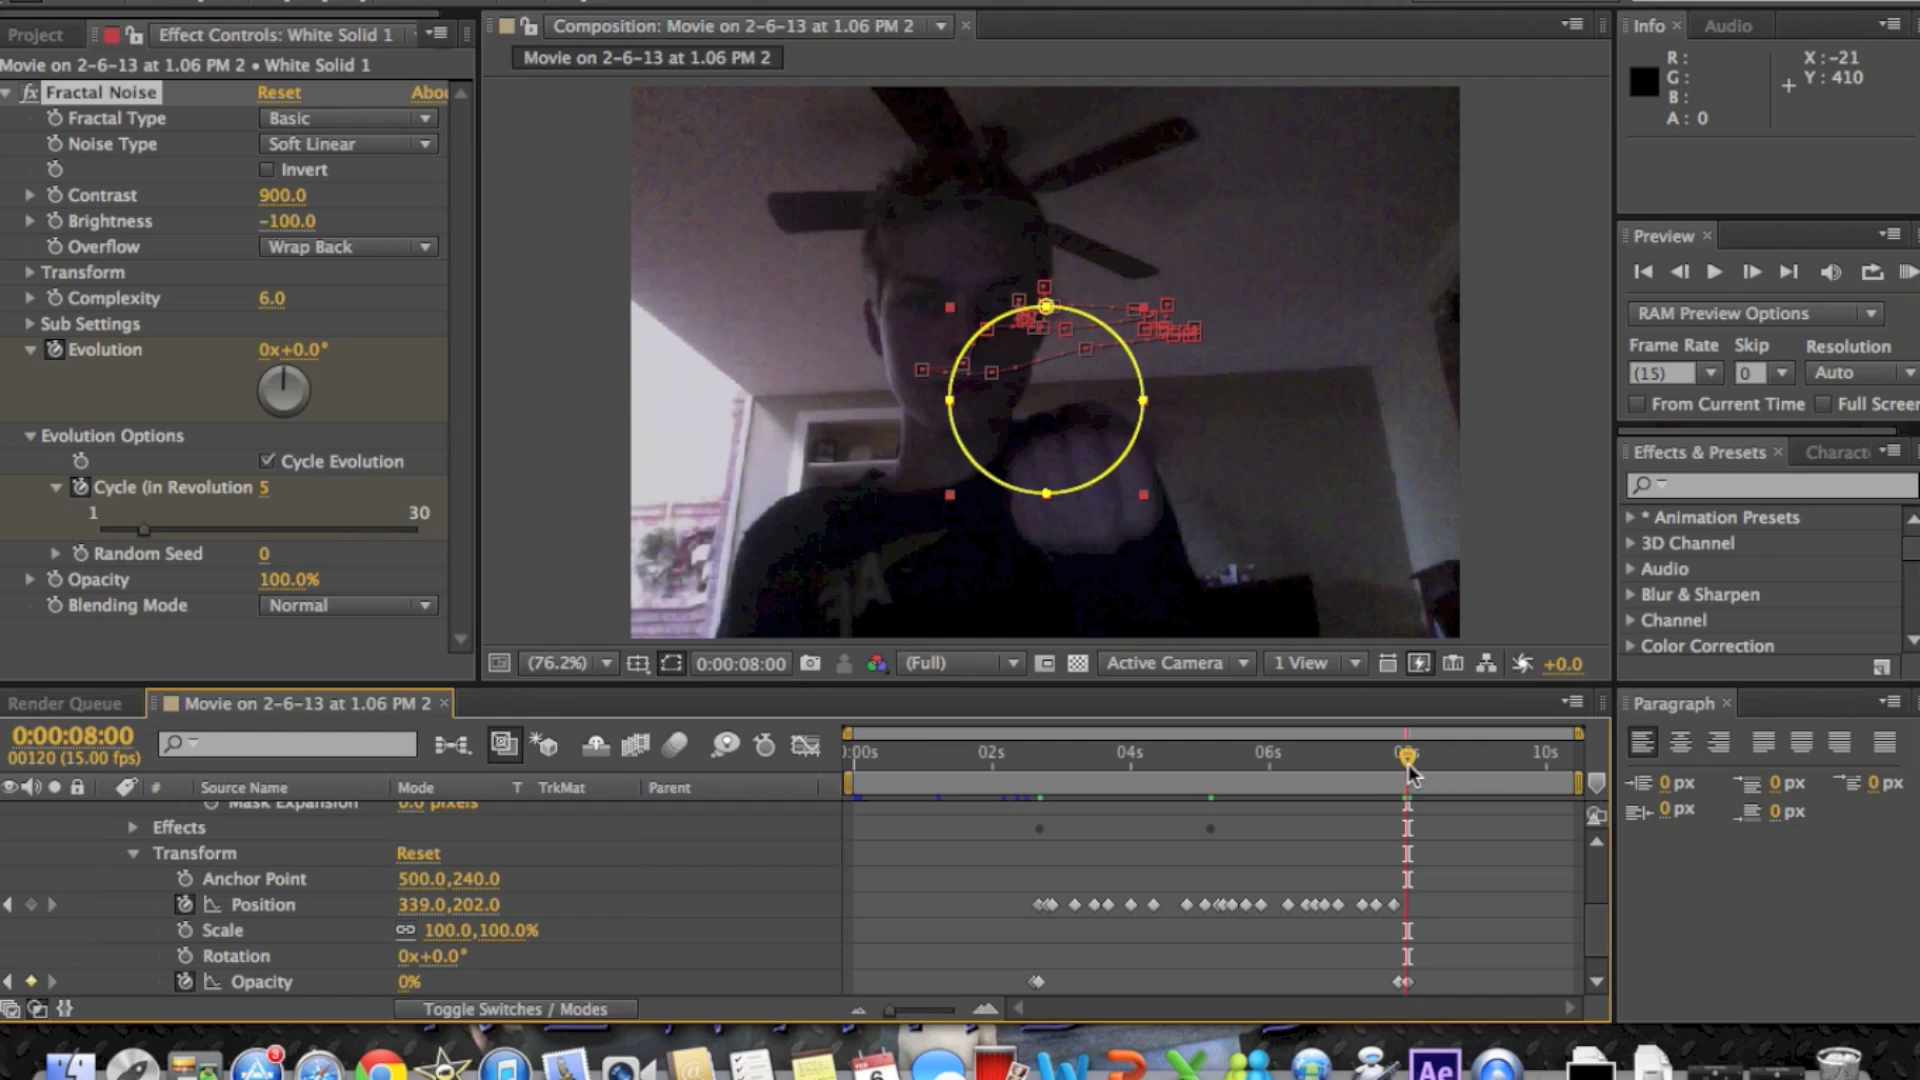 Project
Effect Controls: White Solid 1
Movie on 2-6-13 at 1.06 PM 2 • White Solid 1
fx Fractal Noise Reset Abou
Fractal Type Basic
Noise Type Soft Linear
Invert
Contrast 900.0
Brightness -100.0
Overflow Wrap Back
Transform
Complexity 6.0
Sub Settings
Evolution 0x+0.0°
Evolution Options
Cycle Evolution
Cycle (in Revolution 5
1 30
Random Seed 0
Opacity 100.0%
Blending Mode Normal
Composition: Movie on 2-6-13 at 1.06 PM 2
Movie on 2-6-13 at 1.06 PM 2
(76.2%) 0:00:08:00 (Full) Active Camera 1 View +0.0
Info Audio
R: X: -21
G: Y: 410
B:
A: 0
Preview
RAM Preview Options
Frame Rate Skip Resolution
(15) 0 Auto
From Current Time Full Screen
Effects & Presets Charact
* Animation Presets
3D Channel
Audio
Blur & Sharpen
Channel
Color Correction
Render Queue Movie on 2-6-13 at 1.06 PM 2
0:00:08:00
00120 (15.00 fps)
):00s 02s 04s 06s 10s
# Source Name Mode T TrkMat Parent
Mask Expansion 0.0 pixels
Effects
Transform Reset
Anchor Point 500.0,240.0
Position 339.0,202.0
Scale 100.0,100.0%
Rotation 0x+0.0°
Opacity 0%
Toggle Switches / Modes
Paragraph
0 px 0 px 0 px
0 px 0 px
3
FEB
6
Ae